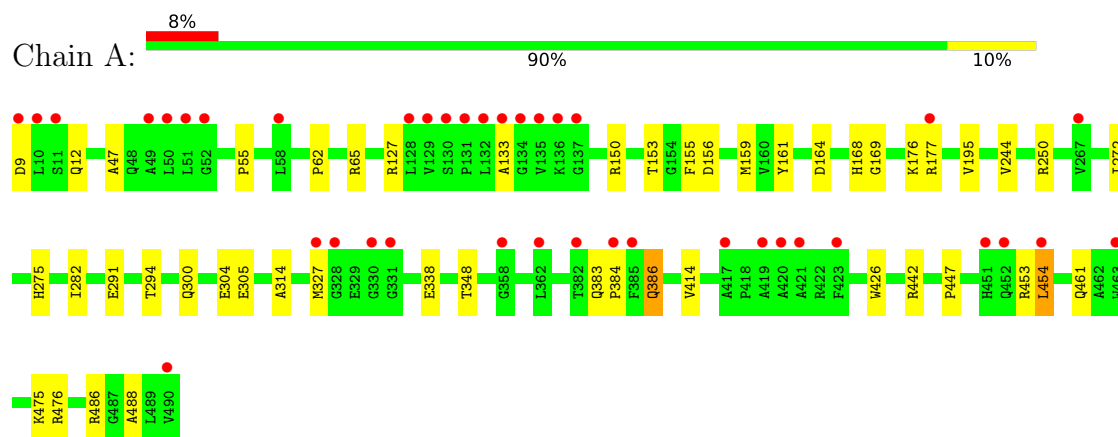 8%
Chain A:
90% 10%
D9 L10 S11 Q12 A47 Q48 A49 L50 L51 G52 P55 L58 P62 R65 R127 L128 V129 S130 P131 L132 A133 G134 V135 K136 G137 R150 T153 G154 F155 D156 M159 V160 Y161 D164 H168 G169 K176 R177 V195 V244 R250 V267
H275 I282 E291 T294 Q300 E304 E305 A314 M327 G328 E329 G330 G331 E338 T348 G358 L362 T382 Q383 P384 F385 Q386 V414 A417 P418 A419 A420 A421 R422 F423 W426 R442 P447 H451 Q452 R453 L454 Q461 A462 W463
K475 R476 R486 G487 A488 L489 V490